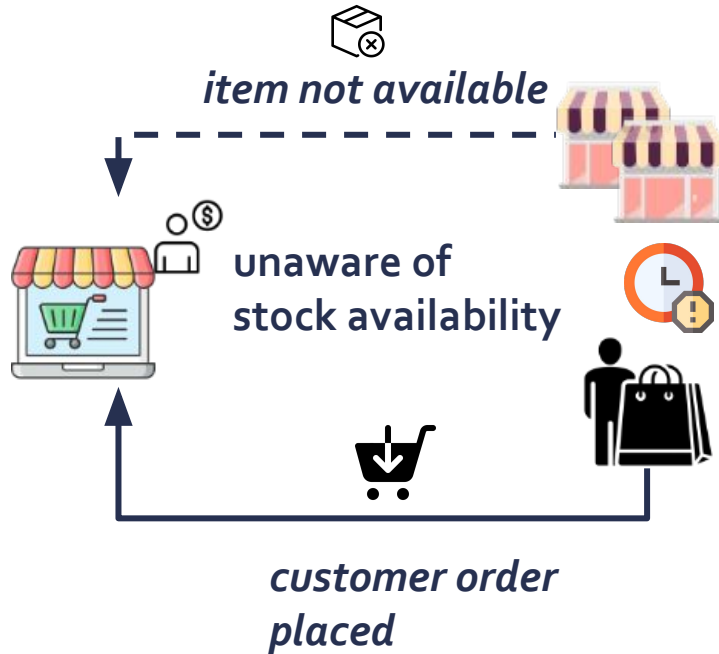 item not available
unaware of
stock availability
customer order
placed